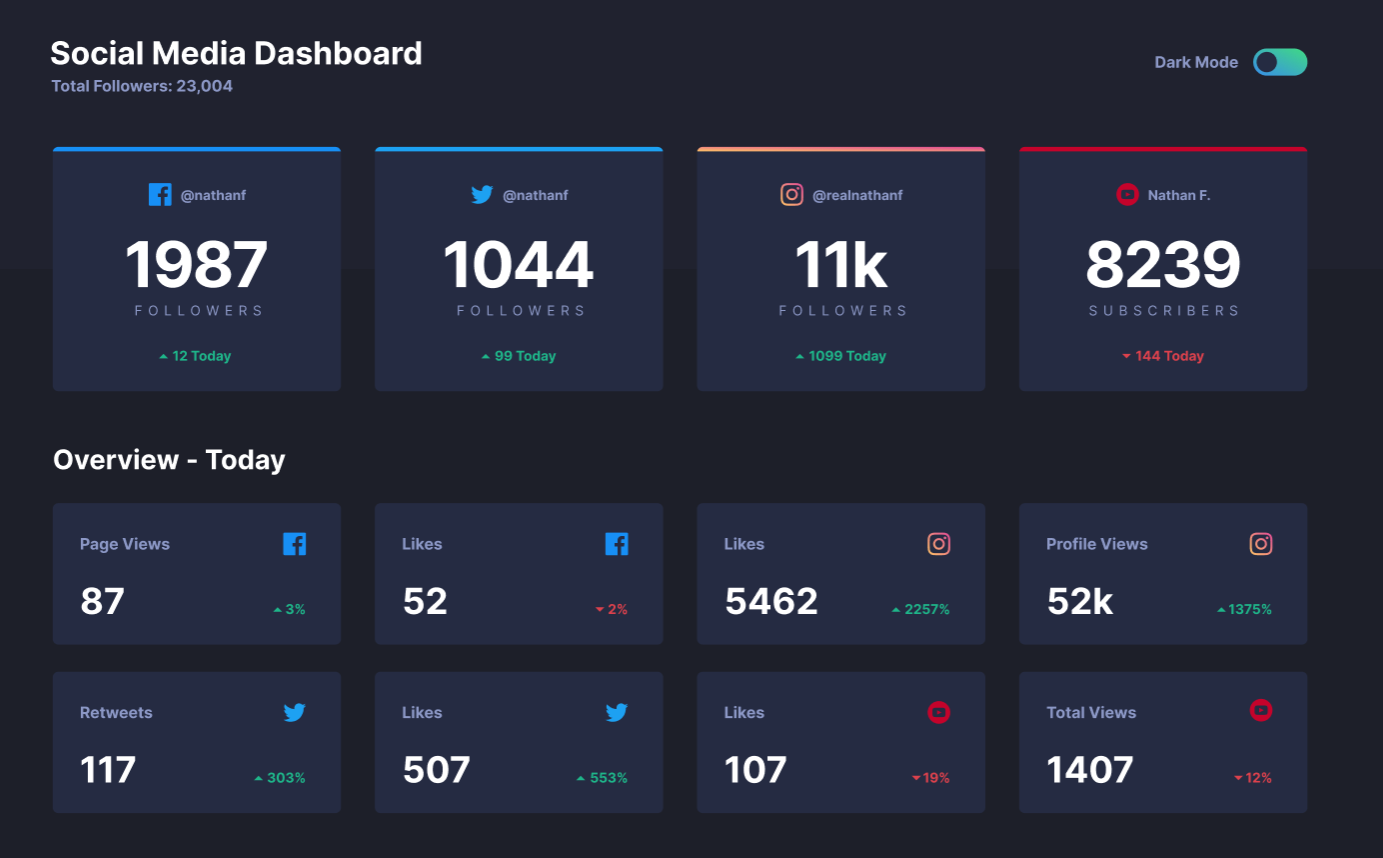 Social Media Dashboard
Total Followers: 23,004
Dark Mode
@nathanf
1987
FOLLOWERS
12 Today
@nathanf
1044
FOLLOWERS
99 Today
@realnathanf
11k
FOLLOWERS
1099 Today
Nathan F.
8239
SUBSCRIBERS
144 Today
Overview - Today
Page Views
87
3%
Likes
52
2%
Likes
5462
2257%
Profile Views
52k
1375%
Retweets
117
303%
Likes
507
553%
Likes
107
19%
Total Views
1407
12%